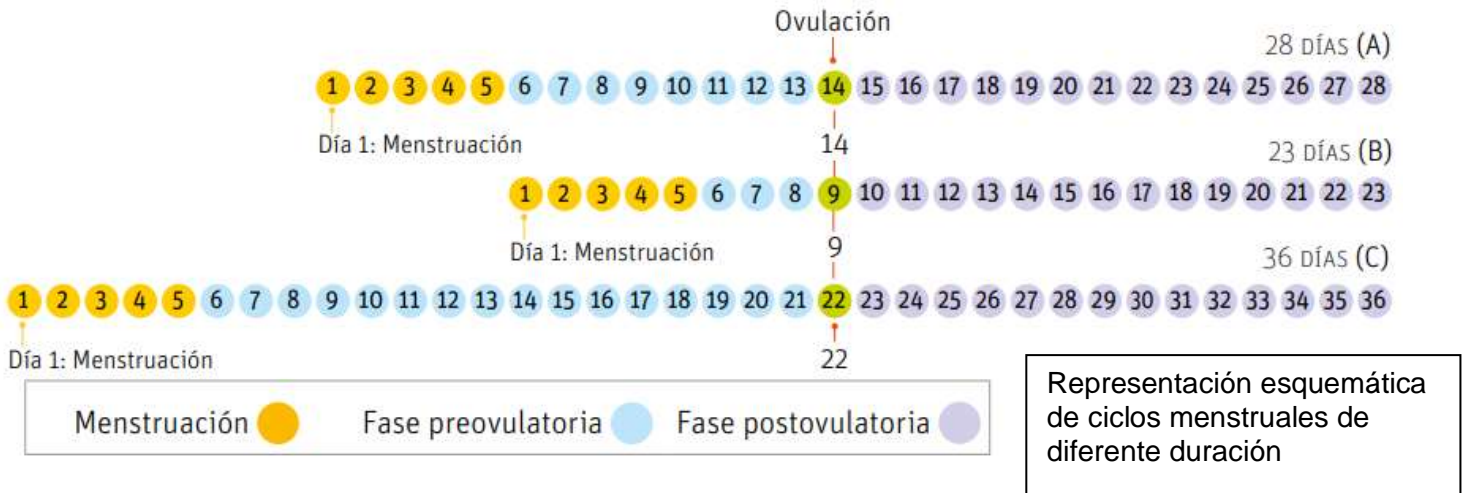 Ovulación
28 DÍAS (A)
1 2 3 4 5 6 7 8 9 10 11 12 13 14 15 16 17 18 19 20 21 22 23 24 25 26 27 28
Día 1: Menstruación
14
23 DÍAS (B)
1 2 3 4 5 6 7 8 9 10 11 12 13 14 15 16 17 18 19 20 21 22 23
Día 1: Menstruación
9
36 DÍAS (C)
1 2 3 4 5 6 7 8 9 10 11 12 13 14 15 16 17 18 19 20 21 22 23 24 25 26 27 28 29 30 31 32 33 34 35 36
Día 1: Menstruación
22
Menstruación Fase preovulatoria Fase postovulatoria
Representación esquemática
de ciclos menstruales de
diferente duración